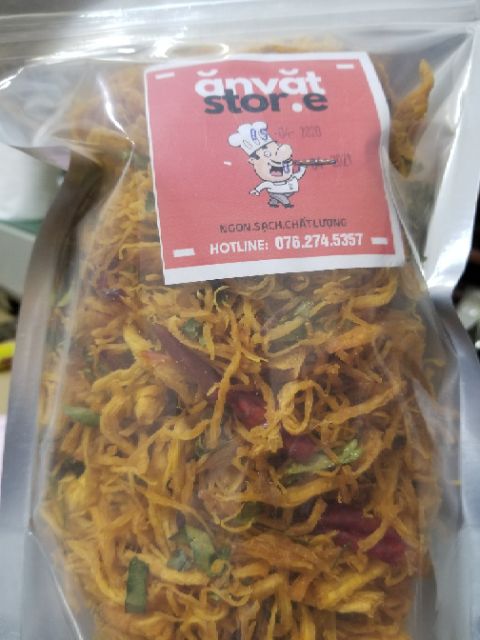 ănvặt
stor.e
NGON.SẠCH.CHẤT LƯỢNG
HOTLINE: 076.274.5357